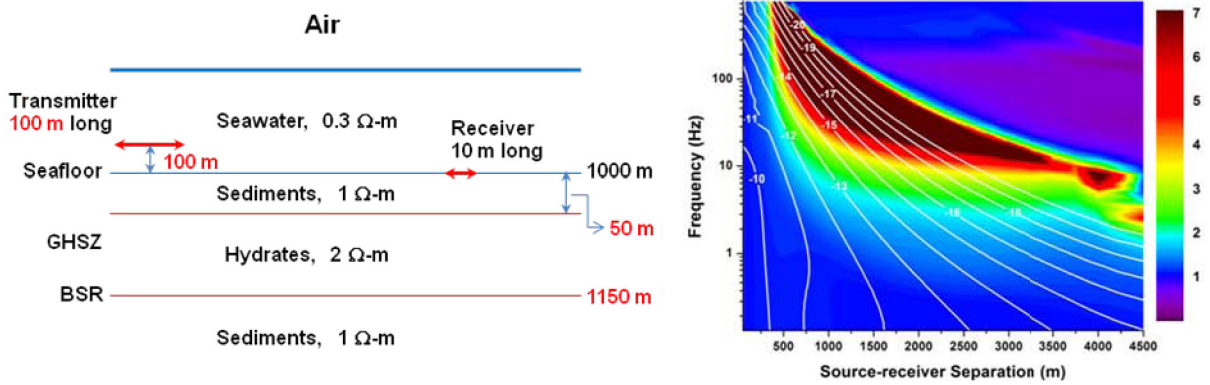 Air
Transmitter
100 m long
Seawater, 0.3 Ω-m
Receiver
10 m long
100 m
Seafloor
1000 m
Sediments, 1 Ω-m
50 m
GHSZ
Hydrates, 2 Ω-m
BSR
1150 m
Sediments, 1 Ω-m
Frequency (Hz)
100
10
1
-20
-19
-14
-17
-11
-15
-12
-10
-13
-16
-18
500 1000 1500 2000 2500 3000 3500 4000 4500
Source-receiver Separation (m)
7
6
5
4
3
2
1